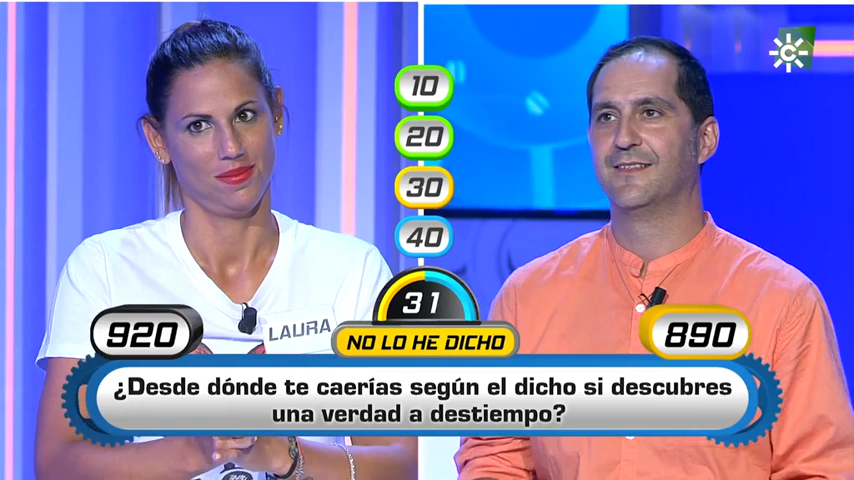 10
20
30
40
31
920
LAURA
NO LO HE DICHO
890
¿Desde dónde te caerías según el dicho si descubres
una verdad a destiempo?